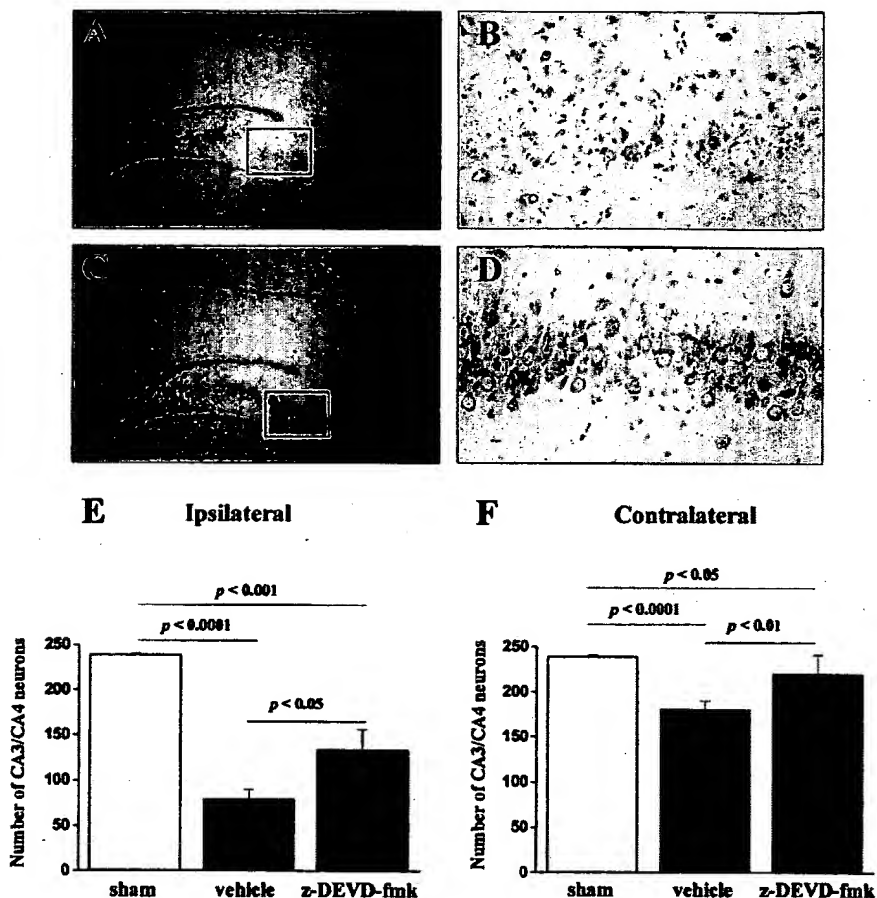 A
B
C
D
E Ipsilateral
F Contralateral
p < 0.001
p < 0.0001
p < 0.05
Number of CA3/CA4 neurons
250
200
150
100
50
0
sham vehicle z-DEVD-fmk
p < 0.05
p < 0.0001
p < 0.01
Number of CA3/CA4 neurons
250
200
150
100
50
0
sham vehicle z-DEVD-fmk